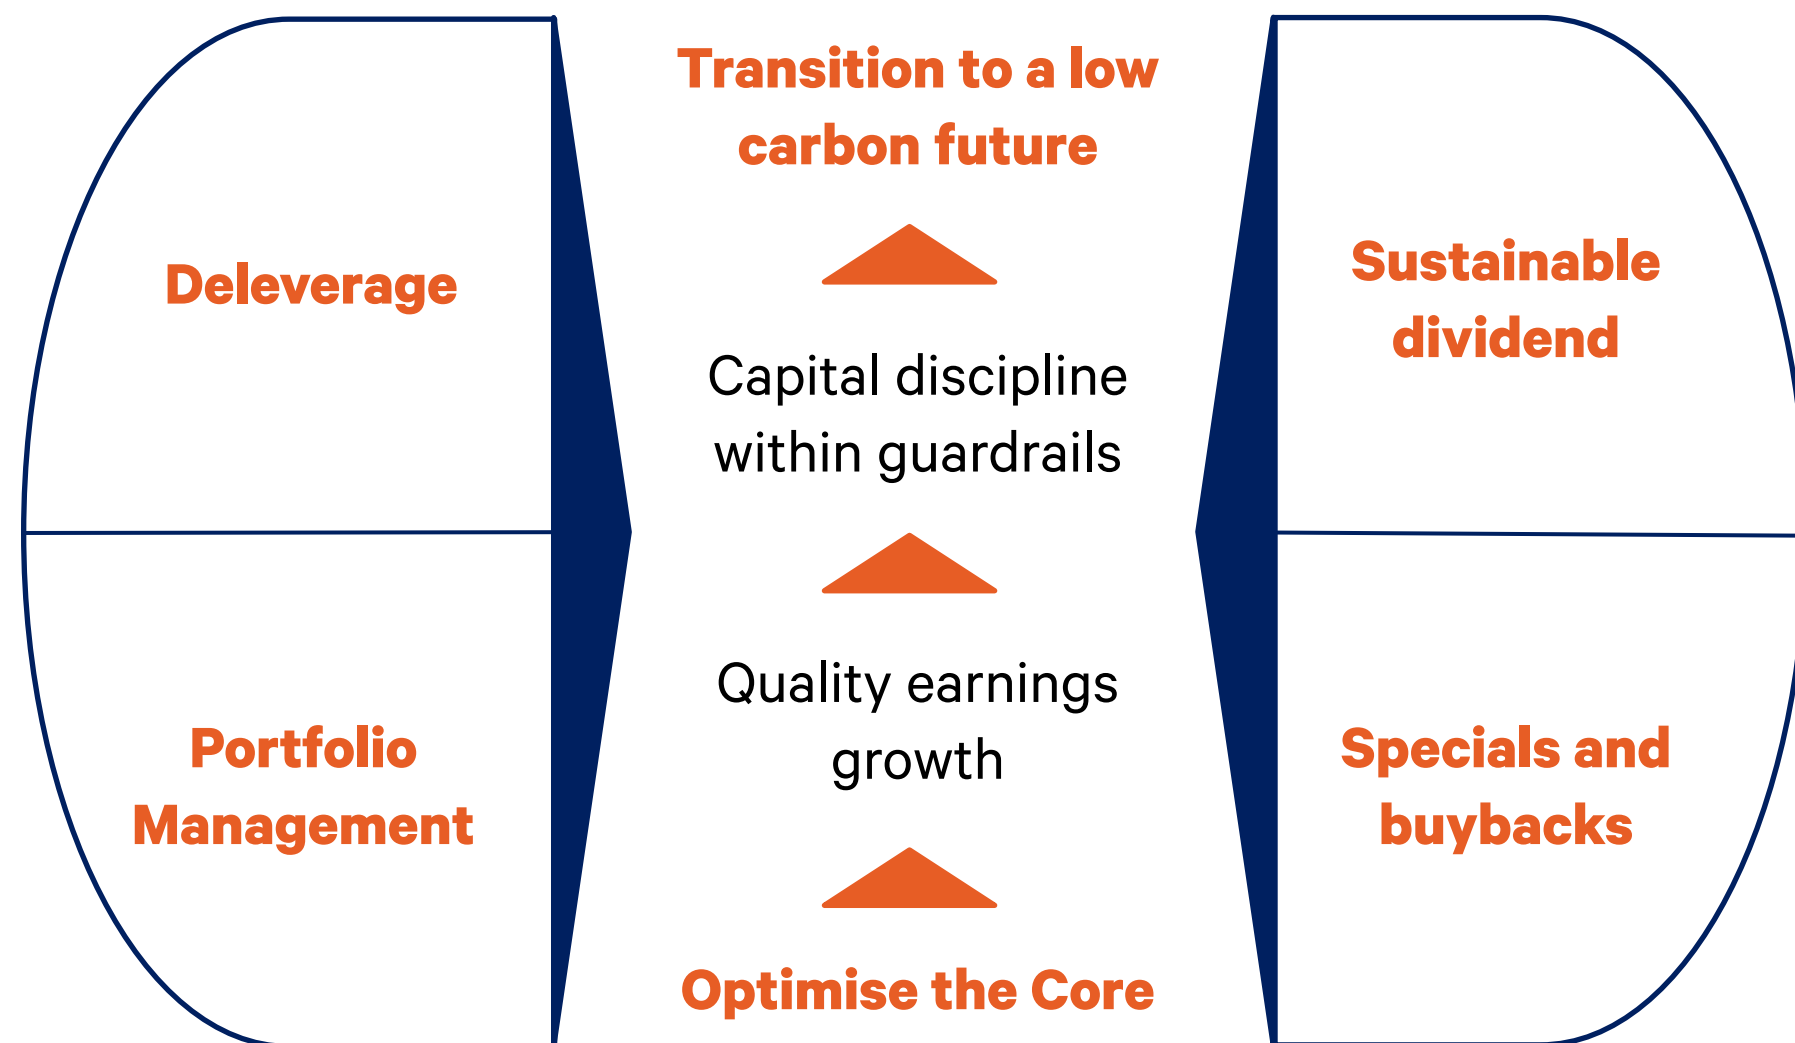 Deleverage
Portfolio
Management
Transition to a low
carbon future
Capital discipline
within guardrails
Quality earnings
growth
Optimise the Core
Sustainable
dividend
Specials and
buybacks